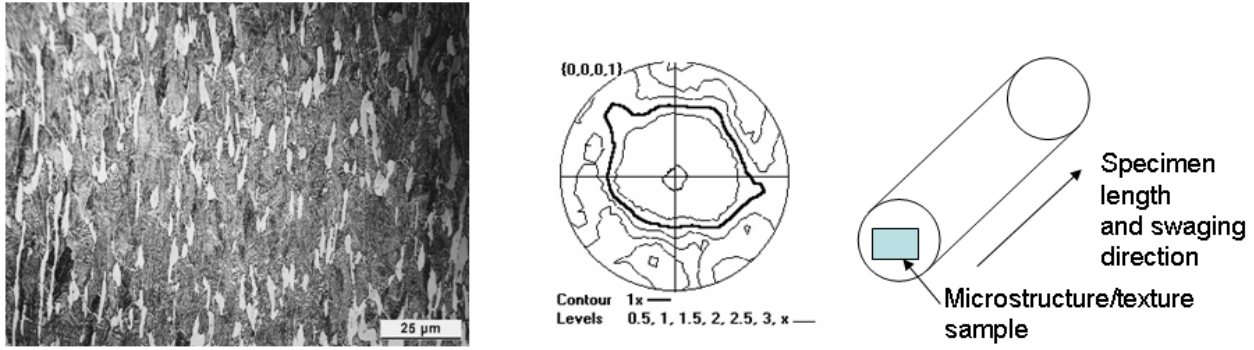 25 µm
{0,0,0,1}
Contour 1x
Levels 0.5, 1, 1.5, 2, 2.5, 3, x
Specimen
length
and swaging
direction
Microstructure/texture
sample